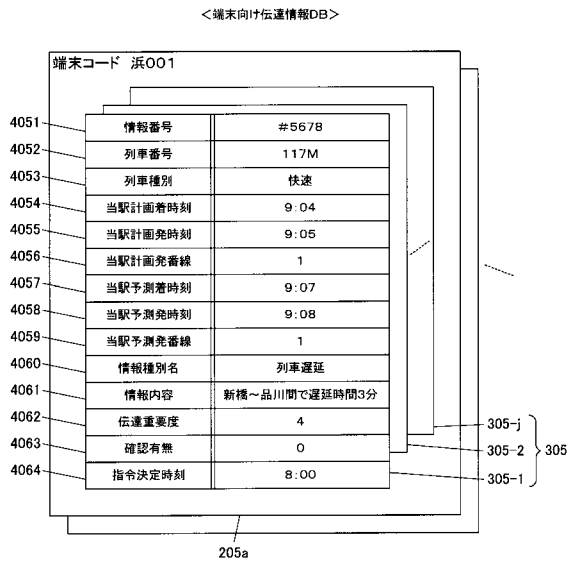 ＜端末向け伝達情報DB＞
端末コード 浜001
4051 情報番号 #5678
4052 列車番号 117M
4053 列車種別 快速
4054 当駅計画着時刻 9:04
4055 当駅計画発時刻 9:05
4056 当駅計画発番線 1
4057 当駅予測着時刻 9:07
4058 当駅予測発時刻 9:08
4059 当駅予測発番線 1
4060 情報種別名 列車遅延
4061 情報内容 新橋～品川間で遅延時間3分
4062 伝達重要度 4
4063 確認有無 0
4064 指令決定時刻 8:00
305-j
305-2
305-1
305
205a